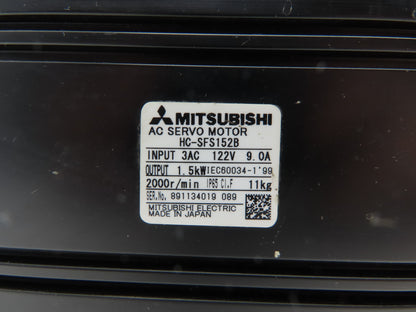 MITSUBISHI
AC SERVO MOTOR
HC-SFS152B
INPUT 3AC 122V 9.0A
OUTPUT 1.5kW IEC60034-1'99
2000r/min IP65 Cl.F 11kg
SER.No. 891134019 089
MITSUBISHI ELECTRIC
MADE IN JAPAN